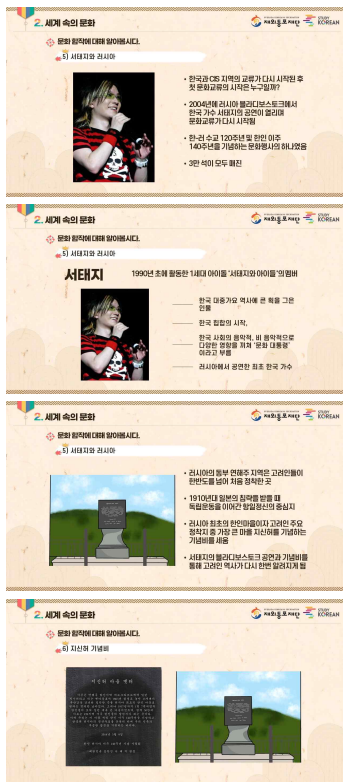 2. 세계 속의 문화
재외동포재단
STUDY KOREAN
문화 협작에 대해 알아봅시다.
5) 서태지와 러시아
• 한국과 CIS 지역의 교류가 다시 시작된 후
첫 문화교류의 시작은 누구일까?
• 2004년에 러시아 블라디보스토크에서
한국 가수 서태지의 공연이 열리며
문화교류가 다시 시작됨
• 한-러 수교 120주년 및 한인 이주
140주년을 기념하는 문화행사의 하나였음
• 3만 석이 모두 매진
2. 세계 속의 문화
재외동포재단
STUDY KOREAN
문화 협작에 대해 알아봅시다.
5) 서태지와 러시아
서태지
1990년 초에 활동한 1세대 아이돌 '서태지와 아이들'의 멤버
한국 대중가요 역사에 큰 획을 그은
인물
한국 힙합의 시작,
한국 사회의 음악적, 비 음악적으로
다양한 영향을 끼쳐 '문화 대통령'
이라고 부름
러시아에서 공연한 최초 한국 가수
2. 세계 속의 문화
재외동포재단
STUDY KOREAN
문화 협작에 대해 알아봅시다.
5) 서태지와 러시아
• 러시아의 동부 연해주 지역은 고려인들이
한반도를 넘어 처음 정착한 곳
• 1910년대 일본의 침략을 받을 때
독립운동을 이어간 항일정신의 중심지
• 러시아 최초의 한인마을이자 고려인 주요
정착지 중 가장 큰 마을 지신허를 기념하는
기념비를 세움
• 서태지의 블라디보스토크 공연과 기념비를
통해 고려인 역사가 다시 한번 알려지게 됨
2. 세계 속의 문화
재외동포재단
STUDY KOREAN
문화 협작에 대해 알아봅시다.
6) 지신허 기념비
지신허 마을 옛터